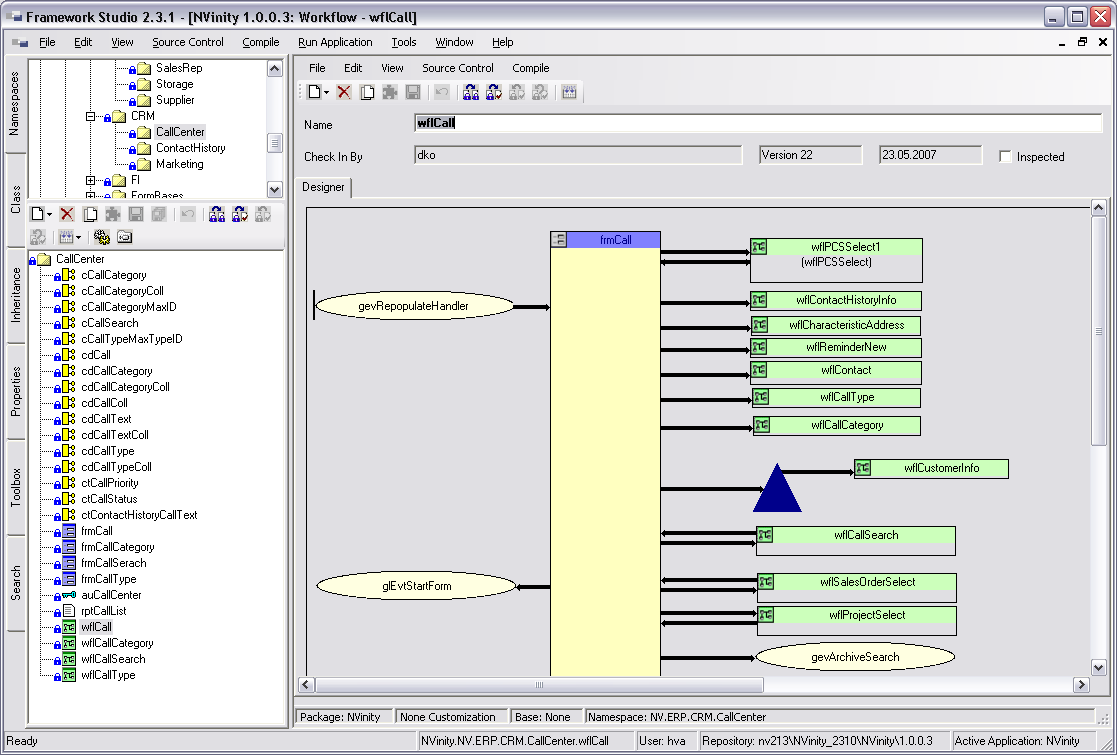 Framework Studio 2.3.1 - [NVinity 1.0.0.3: Workflow - wflCall]
File Edit View Source Control Compile Run Application Tools Window Help
Namespaces
Class
Inheritance
Properties
Toolbox
Search
SalesRep
Storage
Supplier
CRM
CallCenter
ContactHistory
Marketing
FI
FormBases
CallCenter
cCallCategory
cCallCategoryColl
cCallCategoryMaxID
cCallSearch
cCallTypeMaxTypeID
cdCall
cdCallCategory
cdCallCategoryColl
cdCallColl
cdCallText
cdCallTextColl
cdCallType
cdCallTypeColl
ctCallPriority
ctCallStatus
ctContactHistoryCallText
frmCall
frmCallCategory
frmCallSerach
frmCallType
auCallCenter
rptCallList
wflCall
wflCallCategory
wflCallSearch
wflCallType
File Edit View Source Control Compile
Name wflCall
Check In By dko Version 22 23.05.2007 Inspected
Designer
frmCall
gevRepopulateHandler
glEvtStartForm
wflPCSSelect1
(wflPCSSelect)
wflContactHistoryInfo
wflCharacteristicAddress
wflReminderNew
wflContact
wflCallType
wflCallCategory
wflCustomerInfo
wflCallSearch
wflSalesOrderSelect
wflProjectSelect
gevArchiveSearch
Package: NVinity None Customization Base: None Namespace: NV.ERP.CRM.CallCenter
Ready NVinity.NV.ERP.CRM.CallCenter.wflCall User: hva Repository: nv213\NVinity_2310\NVinity\1.0.0.3 Active Application: NVinity